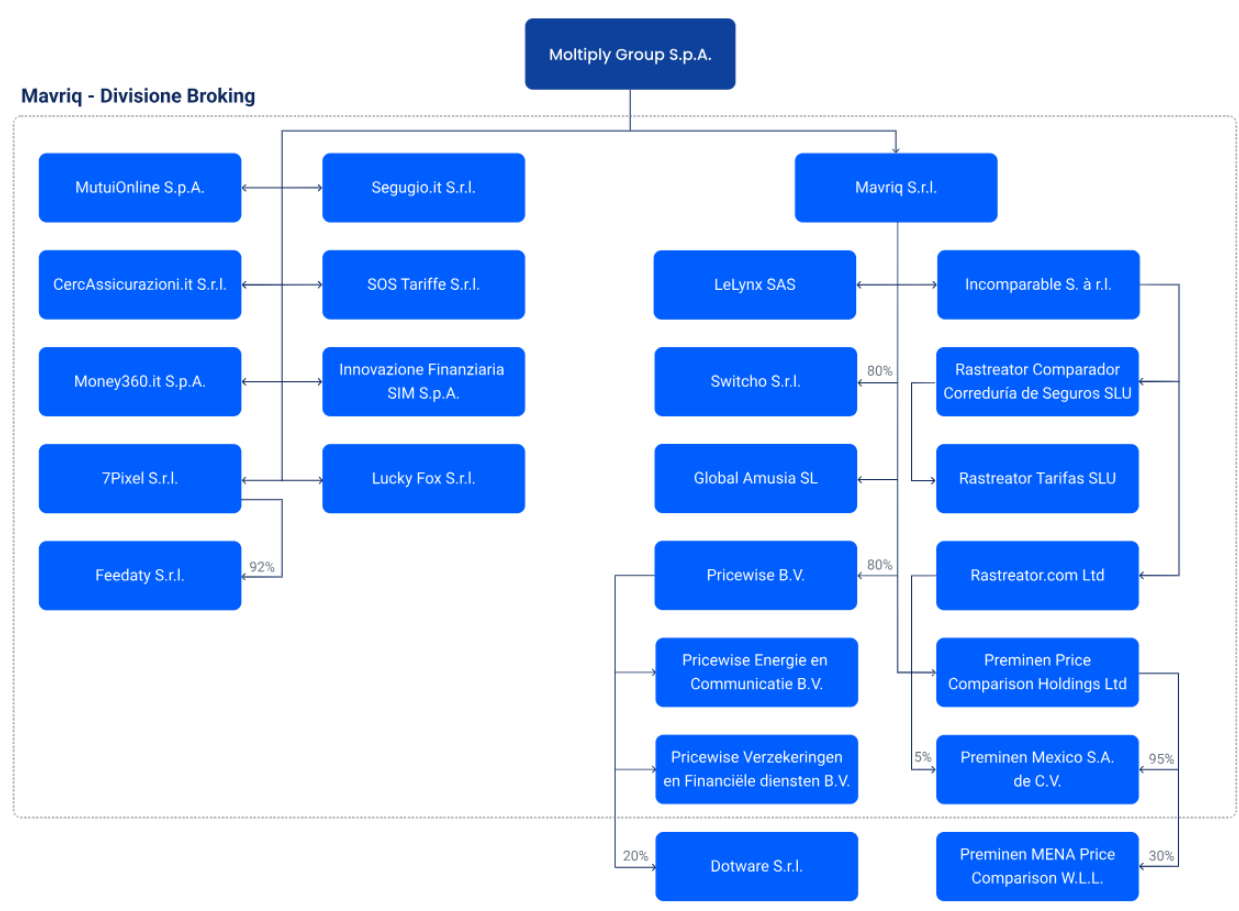 Moltiply Group S.p.A.
Mavriq - Divisione Broking
MutuiOnline S.p.A.
Segugio.it S.r.l.
Mavriq S.r.l.
CercAssicurazioni.it S.r.l.
SOS Tariffe S.r.l.
LeLynx SAS
Incomparable S. à r.l.
Money360.it S.p.A.
Innovazione Finanziaria
SIM S.p.A.
Switcho S.r.l.
80%
Rastreator Comparador
Correduría de Seguros SLU
7Pixel S.r.l.
Lucky Fox S.r.l.
Global Amusia SL
Rastreator Tarifas SLU
Feedaty S.r.l.
92%
Pricewise B.V.
80%
Rastreator.com Ltd
Pricewise Energie en
Communicatie B.V.
Preminen Price
Comparison Holdings Ltd
Pricewise Verzekeringen
en Financiële diensten B.V.
5%
Preminen Mexico S.A.
de C.V.
95%
20%
Dotware S.r.l.
Preminen MENA Price
Comparison W.L.L.
30%